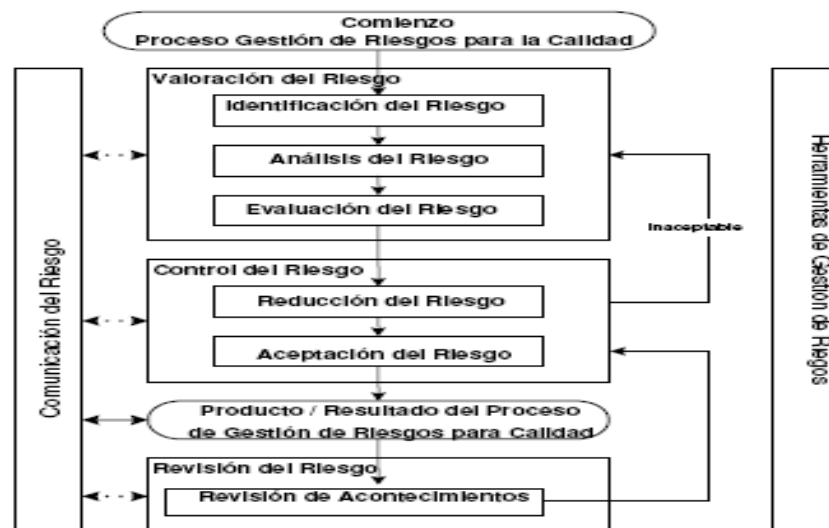 Comienzo
Proceso Gestión de Riesgos para la Calidad
Valoración del Riesgo
Identificación del Riesgo
Análisis del Riesgo
Evaluación del Riesgo
Inaceptable
Control del Riesgo
Reducción del Riesgo
Aceptación del Riesgo
Producto / Resultado del Proceso
de Gestión de Riesgos para Calidad
Revisión del Riesgo
Revisión de Acontecimientos
Comunicación del Riesgo
Herramientas de Gestión de Riegos